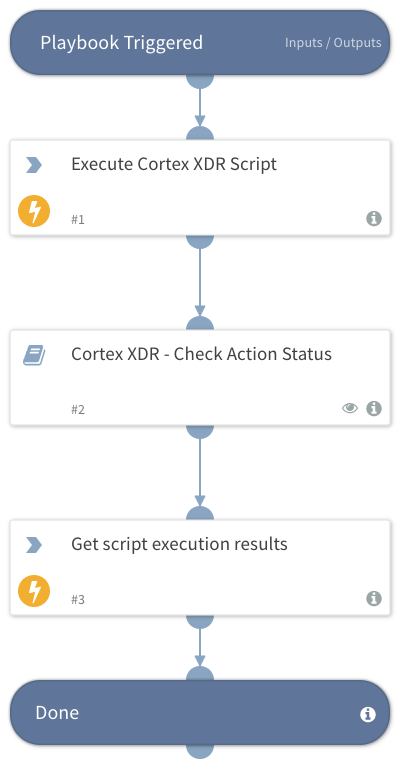 Playbook Triggered
Inputs / Outputs
Execute Cortex XDR Script
#1
Cortex XDR - Check Action Status
#2
Get script execution results
#3
Done